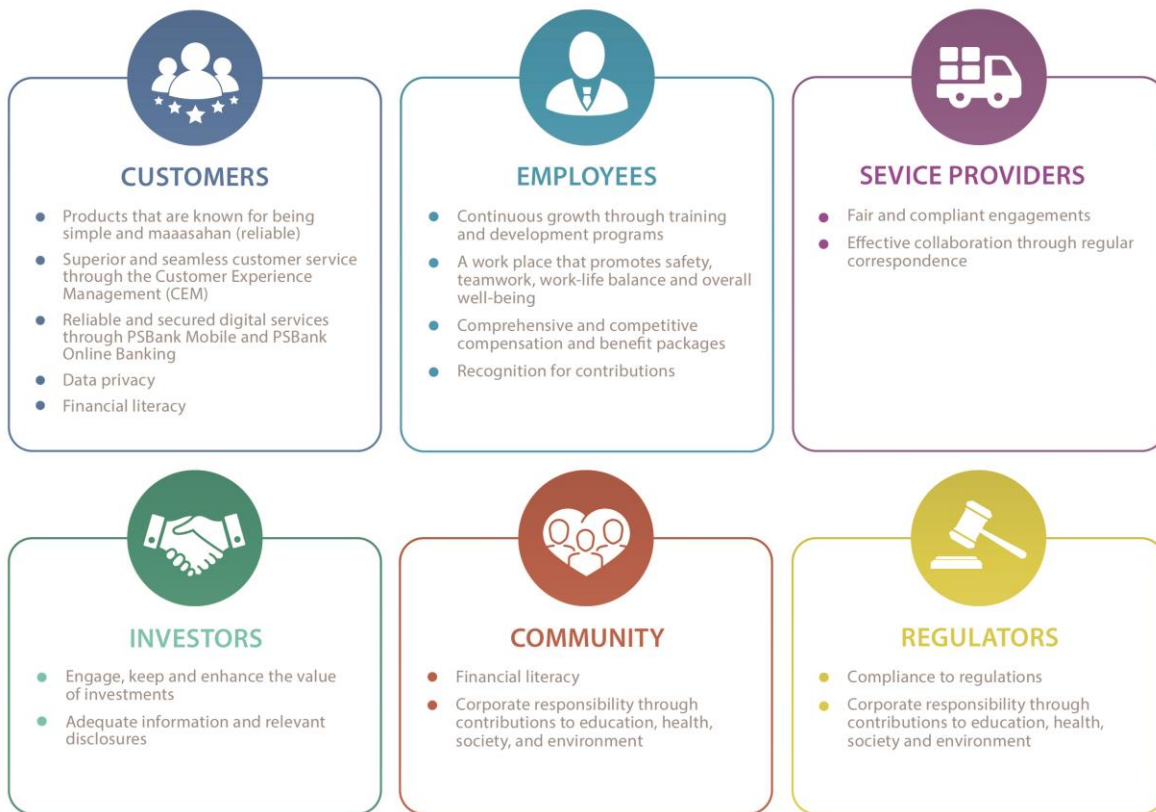 CUSTOMERS
Products that are known for being
simple and maaasahan (reliable)
Superior and seamless customer service
through the Customer Experience
Management (CEM)
Reliable and secured digital services
through PSBank Mobile and PSBank
Online Banking
Data privacy
Financial literacy
EMPLOYEES
Continuous growth through training
and development programs
A work place that promotes safety,
teamwork, work-life balance and overall
well-being
Comprehensive and competitive
compensation and benefit packages
Recognition for contributions
SEVICE PROVIDERS
Fair and compliant engagements
Effective collaboration through regular
correspondence
INVESTORS
Engage, keep and enhance the value
of investments
Adequate information and relevant
disclosures
COMMUNITY
Financial literacy
Corporate responsibility through
contributions to education, health,
society, and environment
REGULATORS
Compliance to regulations
Corporate responsibility through
contributions to education, health,
society and environment